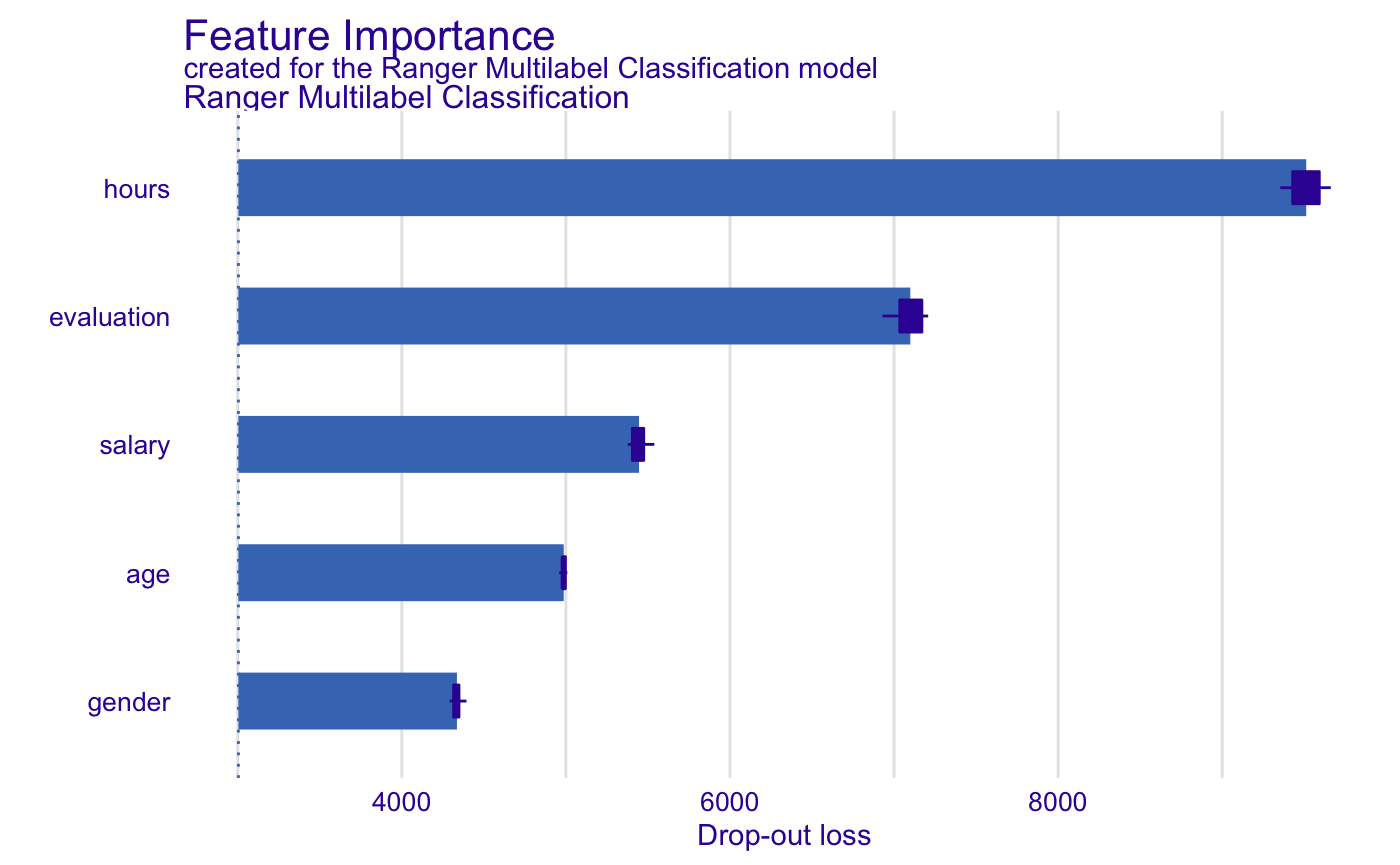 Feature Importance
created for the Ranger Multilabel Classification model
Ranger Multilabel Classification
hours
evaluation
salary
age
gender
4000 6000 8000
Drop-out loss